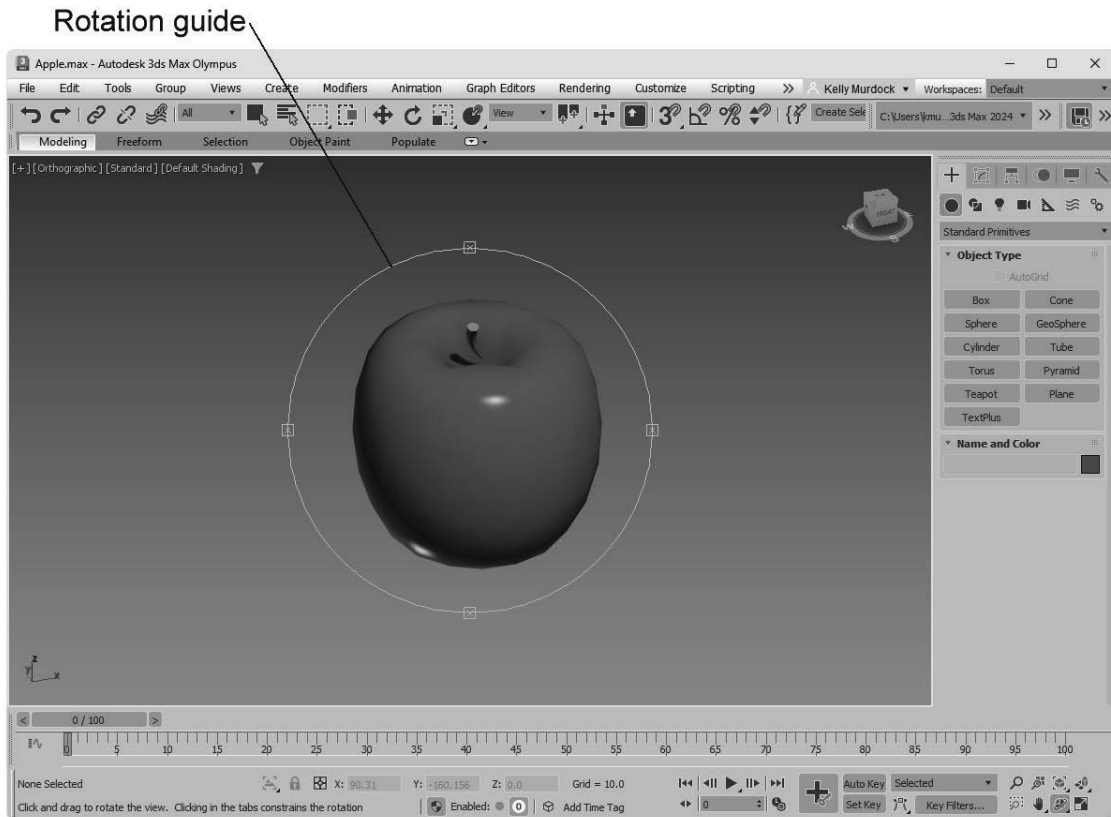 Rotation guide
Apple.max - Autodesk 3ds Max Olympus
File Edit Tools Group Views Create Modifiers Animation Graph Editors Rendering Customize Scripting >> Kelly Murdock Workspaces: Default
All View Create Sele C:\Users\kmu...3ds Max 2024 >>
Modeling Freeform Selection Object Paint Populate
[+] [Orthographic] [Standard] [Default Shading]
Standard Primitives
Object Type
AutoGrid
Box Cone
Sphere GeoSphere
Cylinder Tube
Torus Pyramid
Teapot Plane
TextPlus
Name and Color
z
y x
< 0 / 100 >
0 5 10 15 20 25 30 35 40 45 50 55 60 65 70 75 80 85 90 95 100
None Selected X: 90.31 Y: -160.156 Z: 0.0 Grid = 10.0 Auto Key Selected
Click and drag to rotate the view. Clicking in the tabs constrains the rotation Enabled: 0 Add Time Tag 0 Set Key Key Filters...